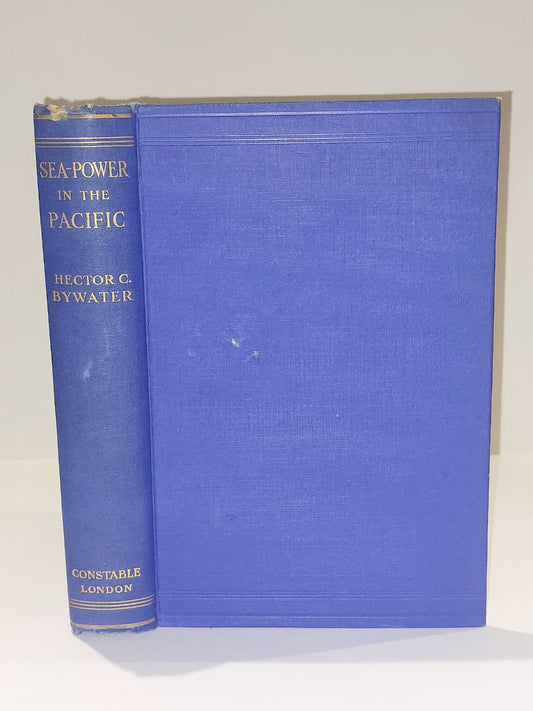 SEA-POWER
IN THE
PACIFIC
HECTOR C.
BYWATER
CONSTABLE
LONDON